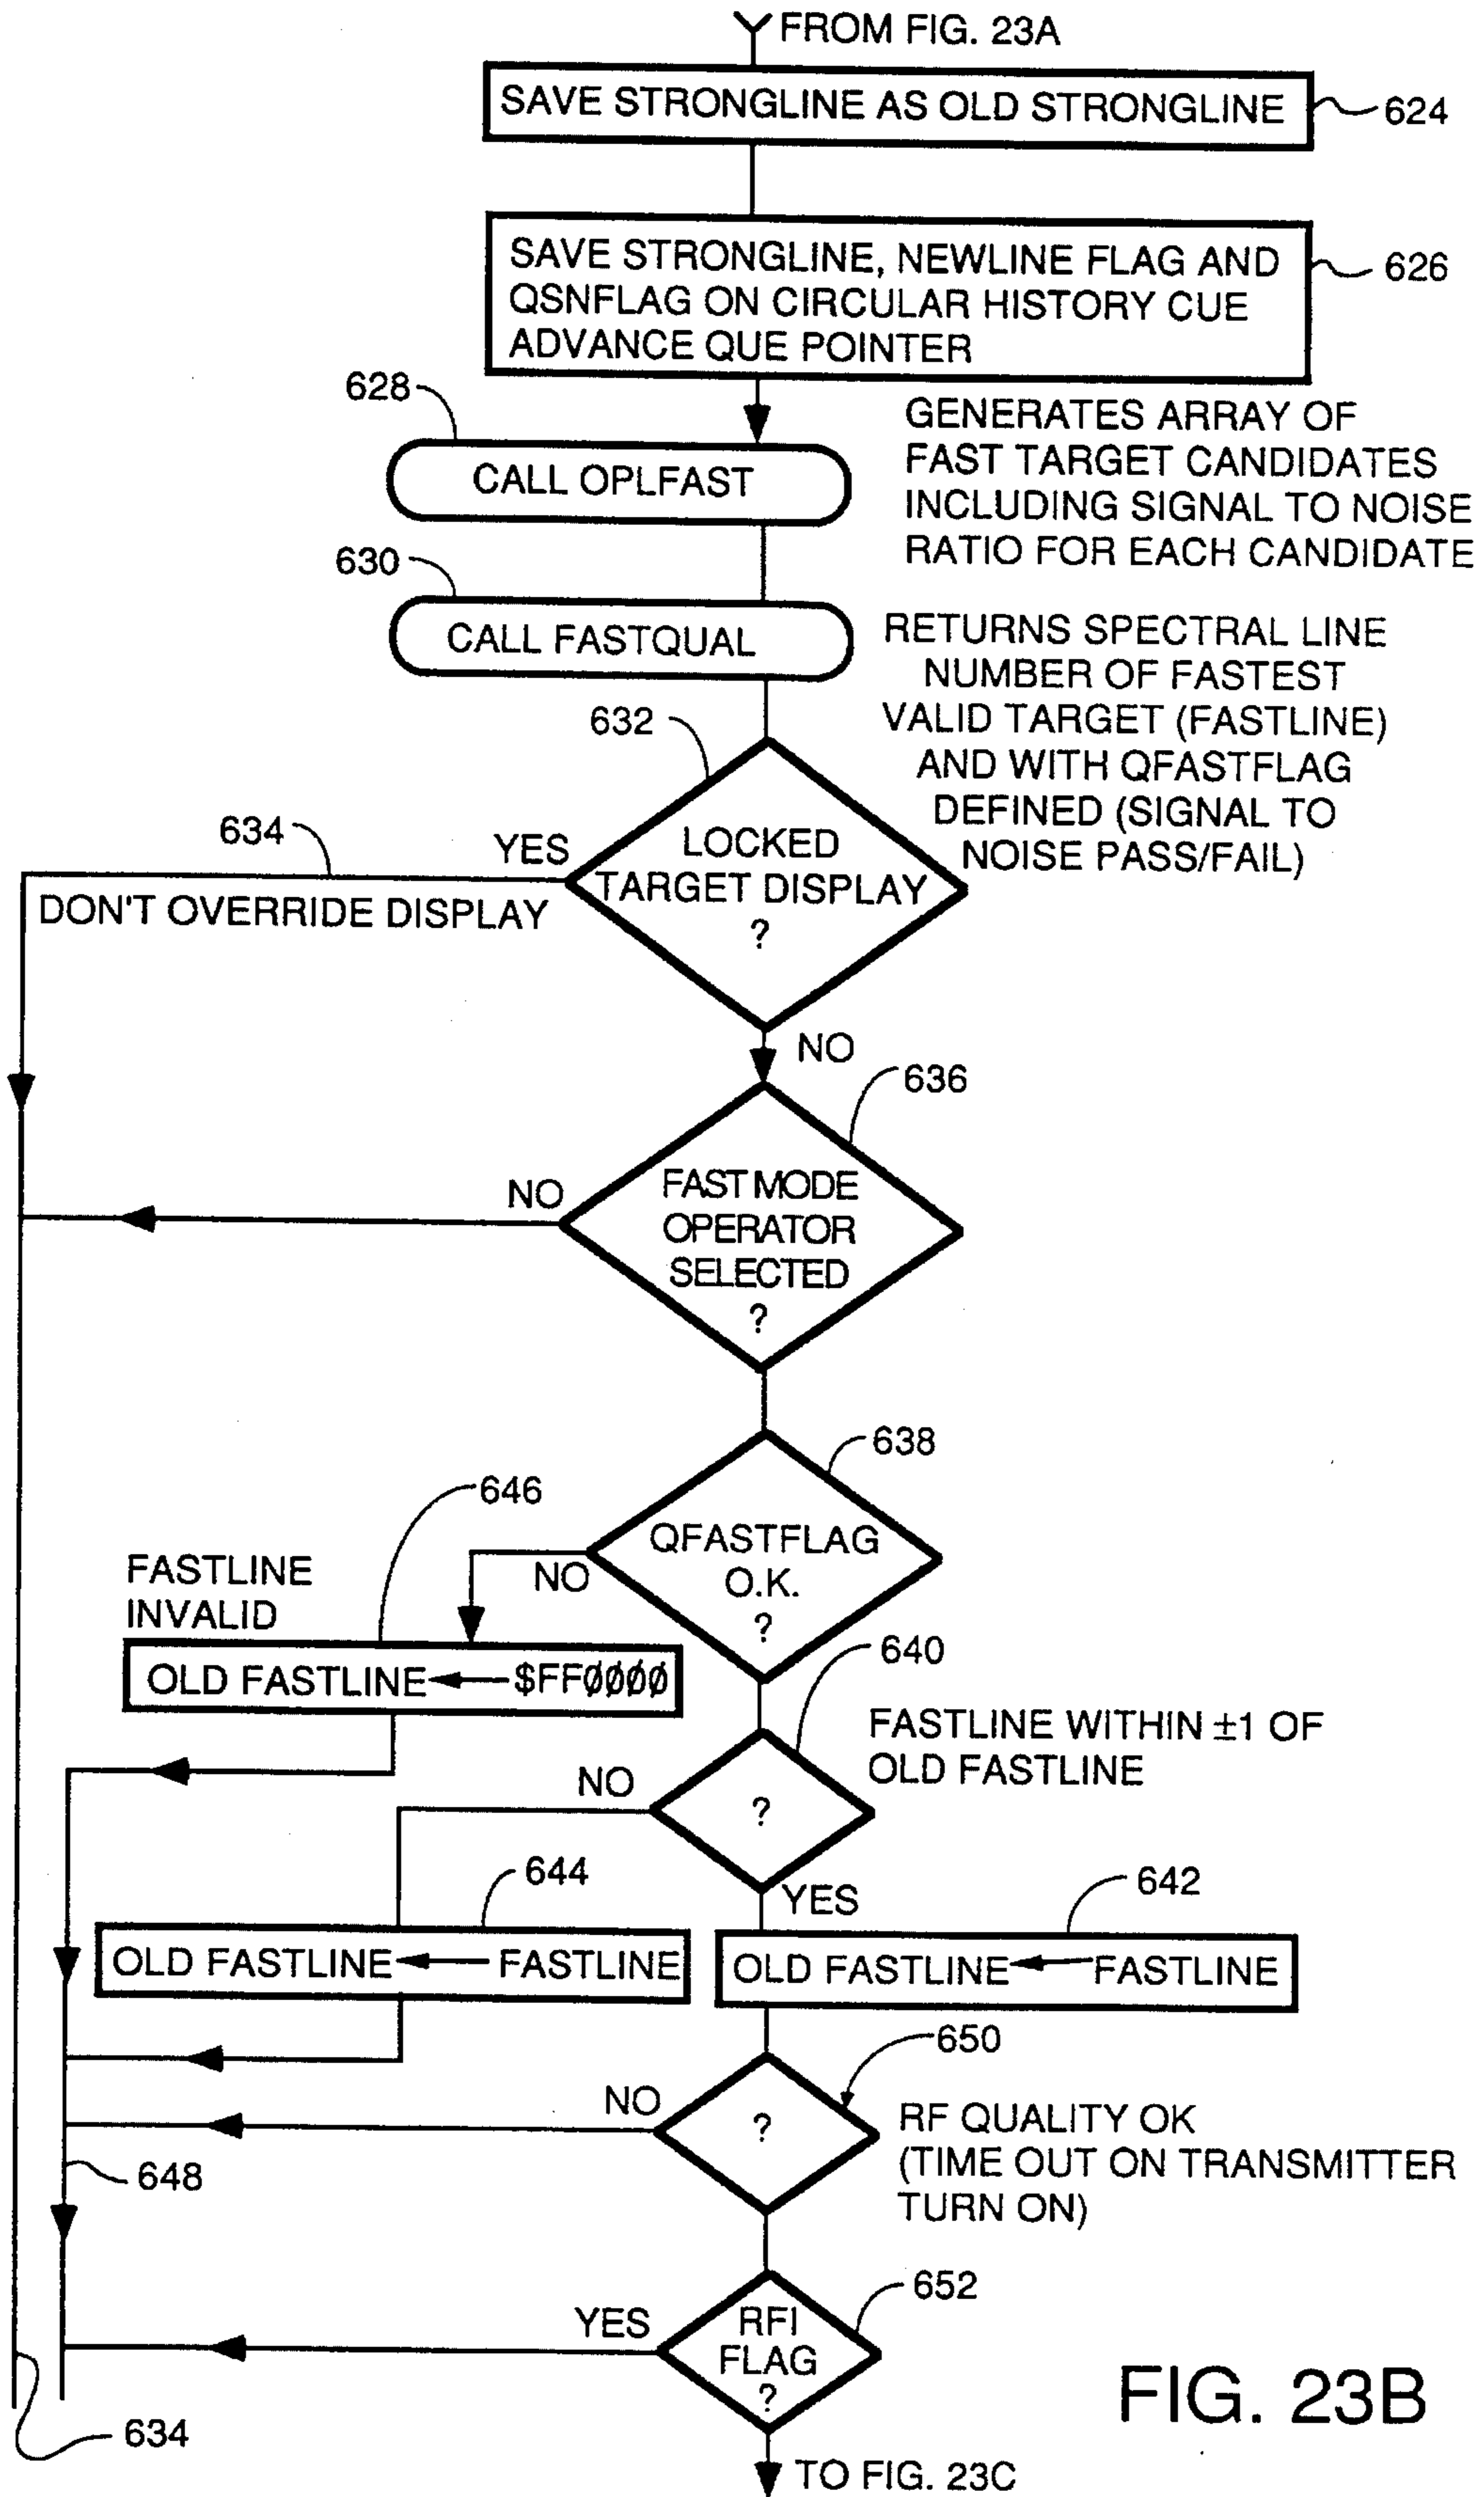 FROM FIG. 23A
SAVE STRONGLINE AS OLD STRONGLINE
624
SAVE STRONGLINE, NEWLINE FLAG AND
QSNFLAG ON CIRCULAR HISTORY CUE
ADVANCE QUE POINTER
626
628
CALL OPLFAST
GENERATES ARRAY OF
FAST TARGET CANDIDATES
INCLUDING SIGNAL TO NOISE
RATIO FOR EACH CANDIDATE
630
CALL FASTQUAL
RETURNS SPECTRAL LINE
NUMBER OF FASTEST
VALID TARGET (FASTLINE)
AND WITH QFASTFLAG
DEFINED (SIGNAL TO
NOISE PASS/FAIL)
632
LOCKED
TARGET DISPLAY
?
YES
634
DON'T OVERRIDE DISPLAY
NO
636
FAST MODE
OPERATOR
SELECTED
?
NO
638
QFASTFLAG
O.K.
?
NO
646
FASTLINE
INVALID
OLD FASTLINE ← $FF0000
640
FASTLINE WITHIN ±1 OF
OLD FASTLINE
?
NO
YES
644
OLD FASTLINE ← FASTLINE
642
OLD FASTLINE ← FASTLINE
650
?
NO
RF QUALITY OK
(TIME OUT ON TRANSMITTER
TURN ON)
648
652
RFI
FLAG
?
YES
634
FIG. 23B
TO FIG. 23C